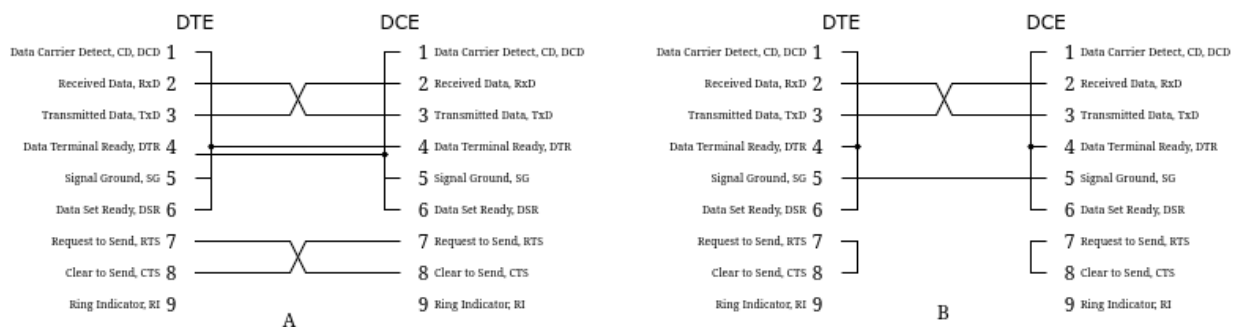 DTE DCE DTE DCE
Data Carrier Detect, CD, DCD 1 1 Data Carrier Detect, CD, DCD Data Carrier Detect, CD, DCD 1 1 Data Carrier Detect, CD, DCD
Received Data, RxD 2 2 Received Data, RxD Received Data, RxD 2 2 Received Data, RxD
Transmitted Data, TxD 3 3 Transmitted Data, TxD Transmitted Data, TxD 3 3 Transmitted Data, TxD
Data Terminal Ready, DTR 4 4 Data Terminal Ready, DTR Data Terminal Ready, DTR 4 4 Data Terminal Ready, DTR
Signal Ground, SG 5 5 Signal Ground, SG Signal Ground, SG 5 5 Signal Ground, SG
Data Set Ready, DSR 6 6 Data Set Ready, DSR Data Set Ready, DSR 6 6 Data Set Ready, DSR
Request to Send, RTS 7 7 Request to Send, RTS Request to Send, RTS 7 7 Request to Send, RTS
Clear to Send, CTS 8 8 Clear to Send, CTS Clear to Send, CTS 8 8 Clear to Send, CTS
Ring Indicator, RI 9 9 Ring Indicator, RI Ring Indicator, RI 9 9 Ring Indicator, RI
A B